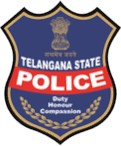 TELANGANA STATE
POLICE
Duty
Honour
Compassion